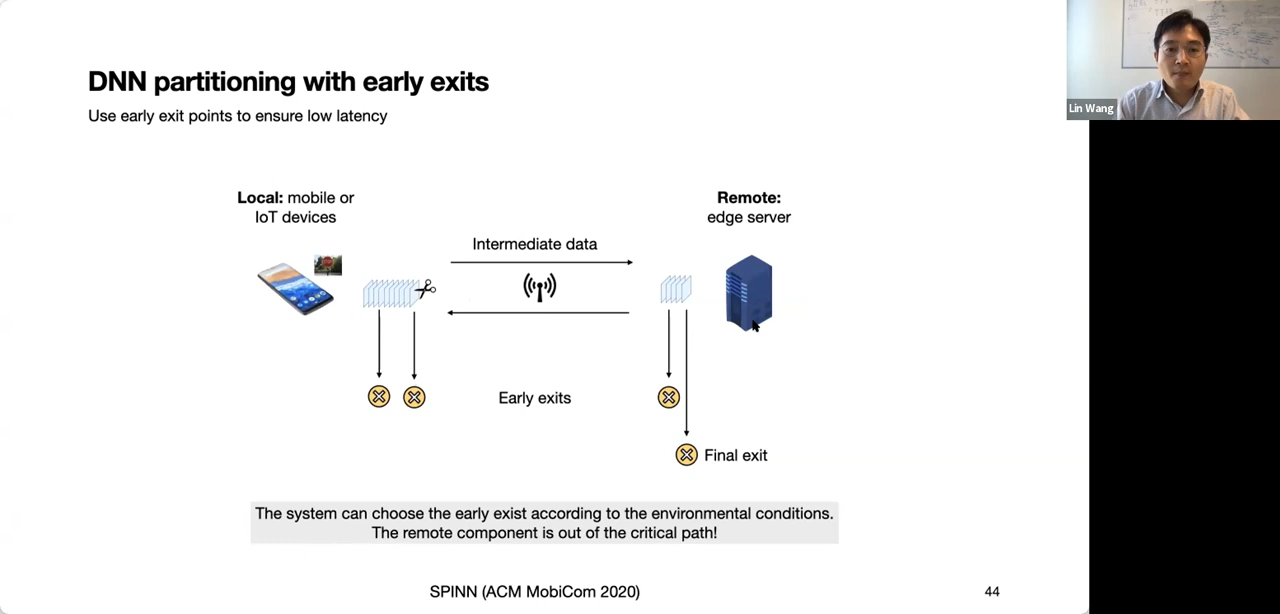 DNN partitioning with early exits
Use early exit points to ensure low latency
Local: mobile or
IoT devices
Remote:
edge server
Intermediate data
Early exits
Final exit
The system can choose the early exist according to the environmental conditions.
The remote component is out of the critical path!
SPINN (ACM MobiCom 2020)
44
Lin Wang